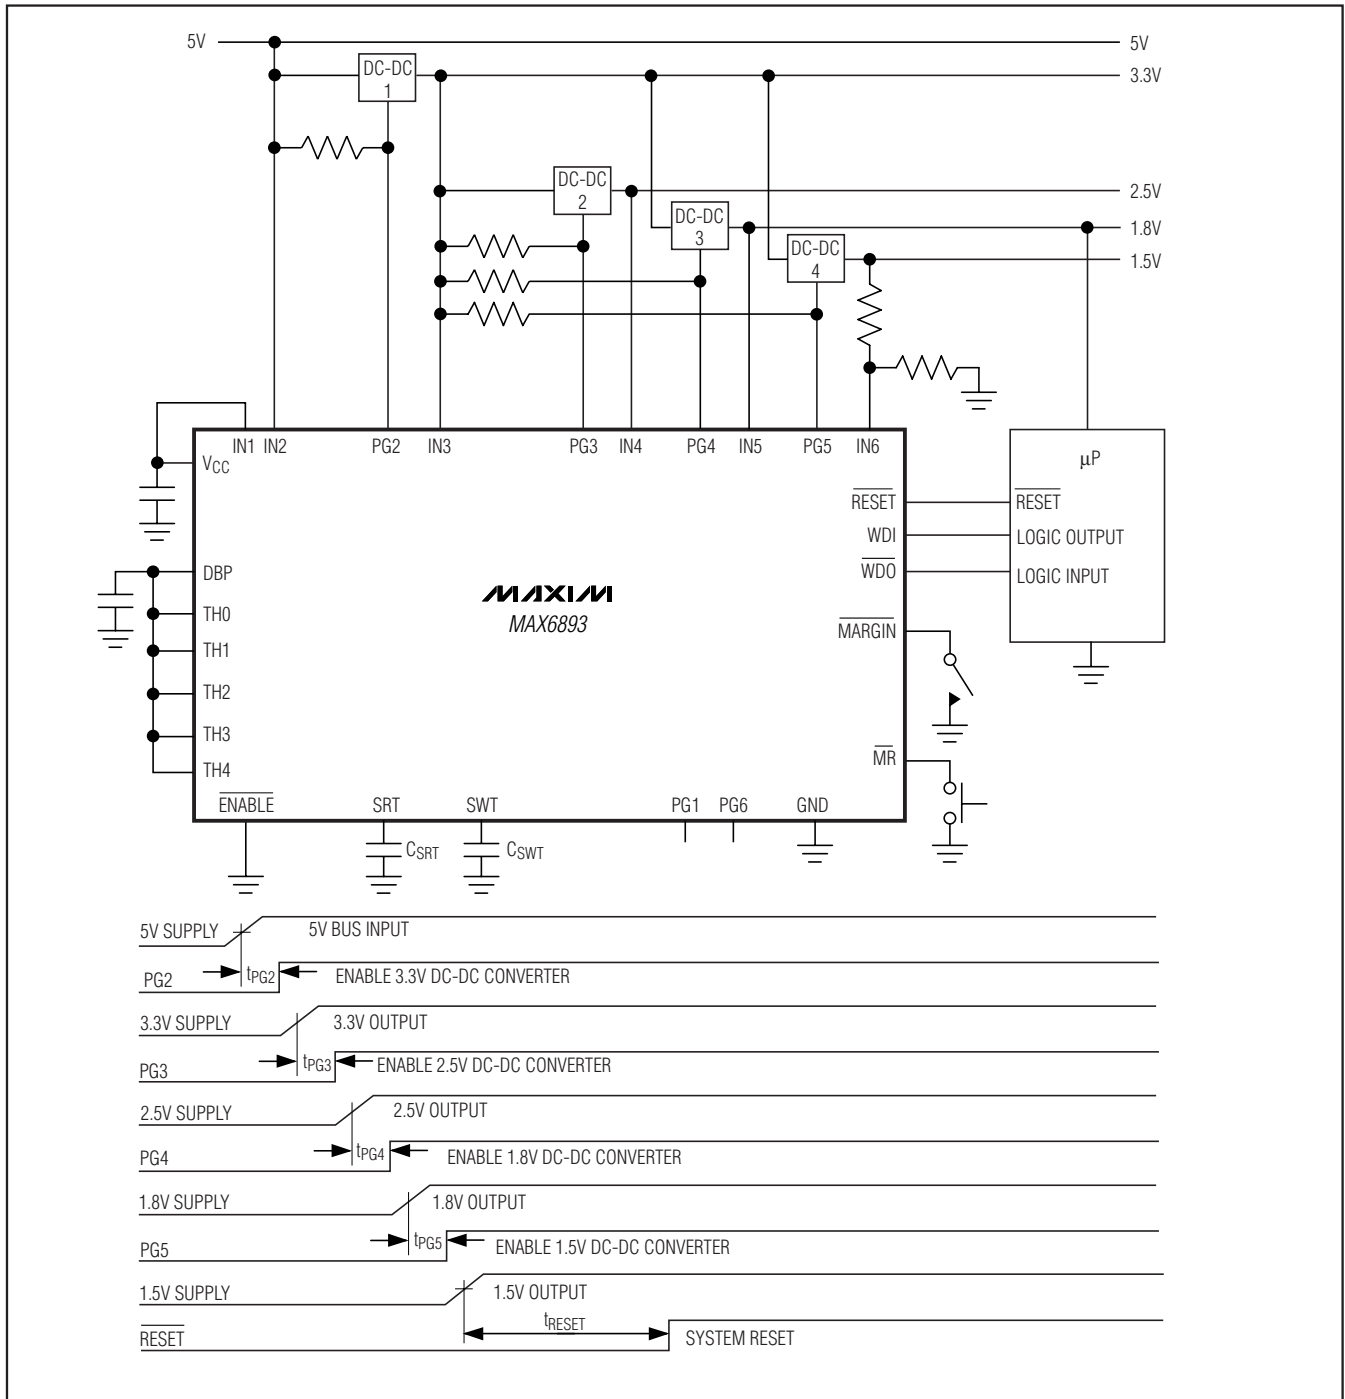 5V
5V
DC-DC
1
3.3V
DC-DC
2
2.5V
DC-DC
3
1.8V
DC-DC
4
1.5V
IN1 IN2 PG2 IN3 PG3 IN4 PG4 IN5 PG5 IN6
VCC
µP
RESET
RESET
WDI
LOGIC OUTPUT
WDO
LOGIC INPUT
DBP
TH0
TH1
TH2
TH3
TH4
MAXIM
MAX6893
MARGIN
MR
ENABLE SRT SWT PG1 PG6 GND
CSRT
CSWT
5V SUPPLY
5V BUS INPUT
PG2
tPG2
ENABLE 3.3V DC-DC CONVERTER
3.3V SUPPLY
3.3V OUTPUT
PG3
tPG3
ENABLE 2.5V DC-DC CONVERTER
2.5V SUPPLY
2.5V OUTPUT
PG4
tPG4
ENABLE 1.8V DC-DC CONVERTER
1.8V SUPPLY
1.8V OUTPUT
PG5
tPG5
ENABLE 1.5V DC-DC CONVERTER
1.5V SUPPLY
1.5V OUTPUT
RESET
tRESET
SYSTEM RESET